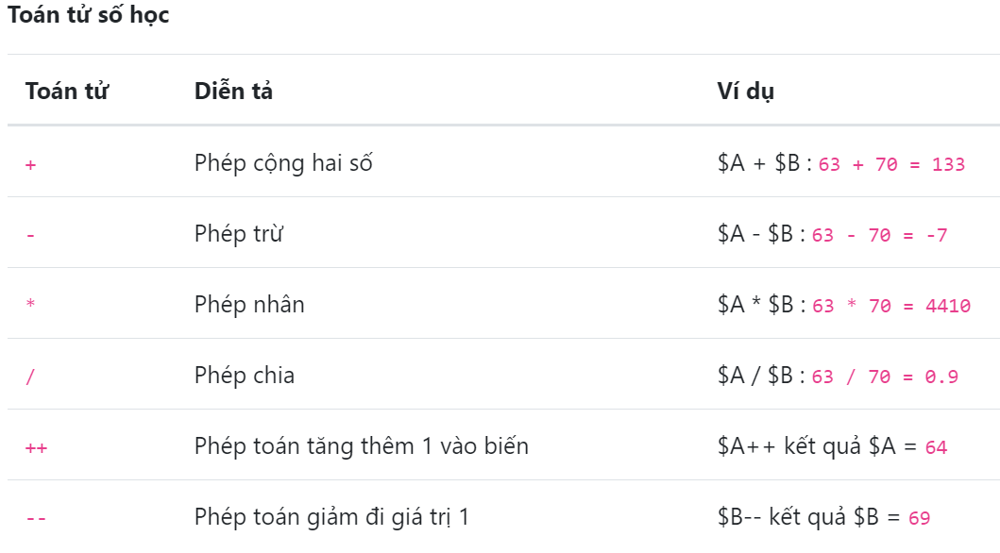 Toán tử số học
Toán tử Diễn tả Ví dụ
+ Phép cộng hai số $A + $B : 63 + 70 = 133
- Phép trừ $A - $B : 63 - 70 = -7
* Phép nhân $A * $B : 63 * 70 = 4410
/ Phép chia $A / $B : 63 / 70 = 0.9
++ Phép toán tăng thêm 1 vào biến $A++ kết quả $A = 64
-- Phép toán giảm đi giá trị 1 $B-- kết quả $B = 69